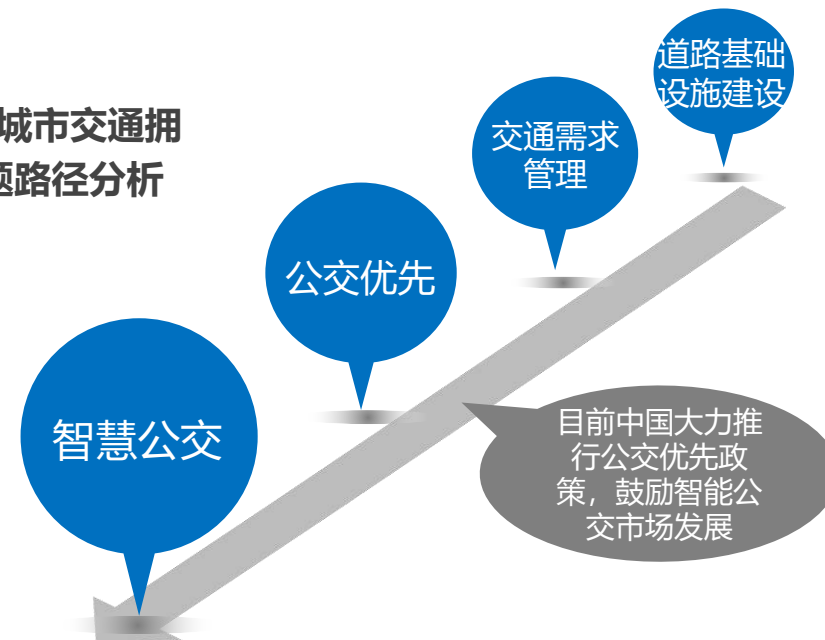 城市交通拥
题路径分析
道路基础
设施建设
交通需求
管理
公交优先
智慧公交
目前中国大力推
行公交优先政
策，鼓励智能公
交市场发展